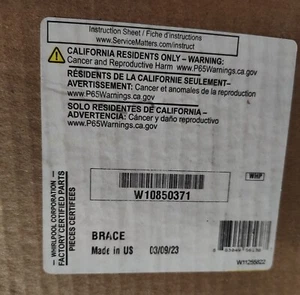 Instruction Sheet / Fiche d'instructions
www.ServiceMatters.com/instruct
CALIFORNIA RESIDENTS ONLY – WARNING:
Cancer and Reproductive Harm www.P65Warnings.ca.gov
RÉSIDENTS DE LA CALIFORNIE SEULEMENT–
AVERTISSEMENT: Cancer et anomalies de la reproduction
www.P65Warnings.ca.gov
SOLO RESIDENTES DE CALIFORNIA –
ADVERTENCIA: Cáncer y daño reproductivo
www.P65Warnings.ca.gov
– WHIRLPOOL CORPORATION –
FACTORY CERTIFIED PARTS
PIECES CERTIFIÉES
WHP
W10850371
BRACE
Made in US 03/09/23